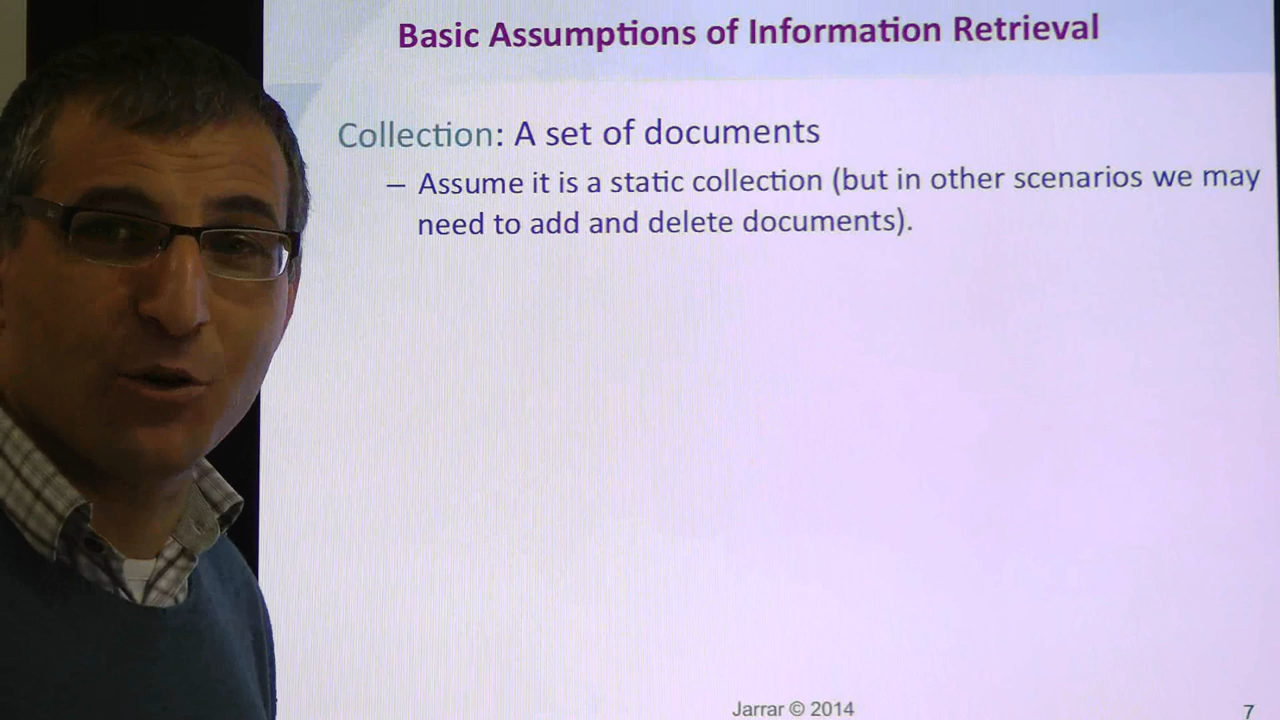 Basic Assumptions of Information Retrieval
Collection: A set of documents
– Assume it is a static collection (but in other scenarios we may
need to add and delete documents).
Jarrar © 2014
7